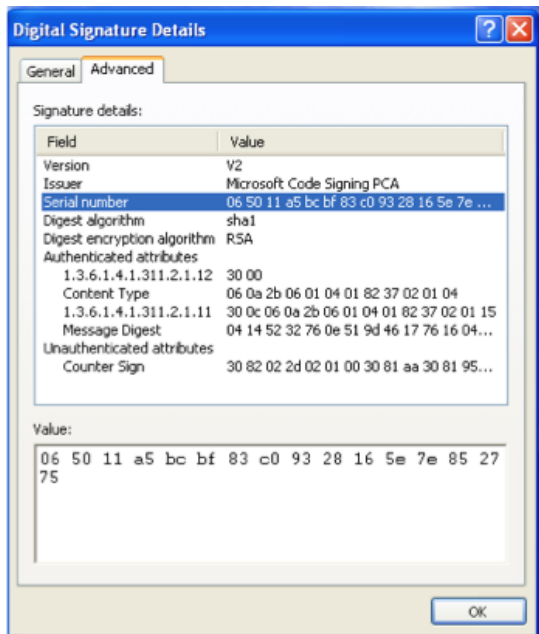 Digital Signature Details
General Advanced
Signature details:
Field Value
Version V2
Issuer Microsoft Code Signing PCA
Serial number 06 50 11 a5 bc bf 83 c0 93 28 16 5e 7e ...
Digest algorithm sha1
Digest encryption algorithm RSA
Authenticated attributes
1.3.6.1.4.1.311.2.1.12 30 00
Content Type 06 0a 2b 06 01 04 01 82 37 02 01 04
1.3.6.1.4.1.311.2.1.11 30 0c 06 0a 2b 06 01 04 01 82 37 02 01 15
Message Digest 04 14 52 32 76 0e 51 9d 46 17 76 16 04...
Unauthenticated attributes
Counter Sign 30 82 02 2d 02 01 00 30 81 aa 30 81 95...
Value:
06 50 11 a5 bc bf 83 c0 93 28 16 5e 7e 85 27
75
OK